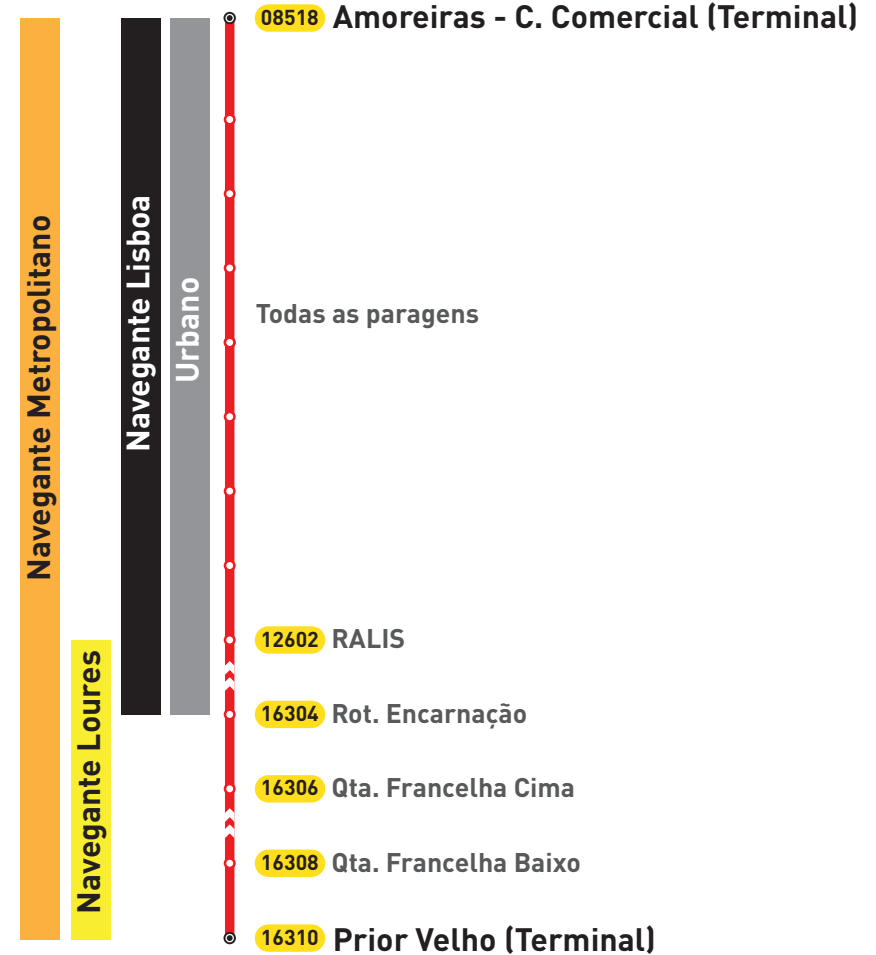 08518 Amoreiras - C. Comercial (Terminal)
Navegante Metropolitano
Navegante Lisboa
Urbano
Todas as paragens
Navegante Loures
12602 RALIS
16304 Rot. Encarnação
16306 Qta. Francelha Cima
16308 Qta. Francelha Baixo
16310 Prior Velho (Terminal)